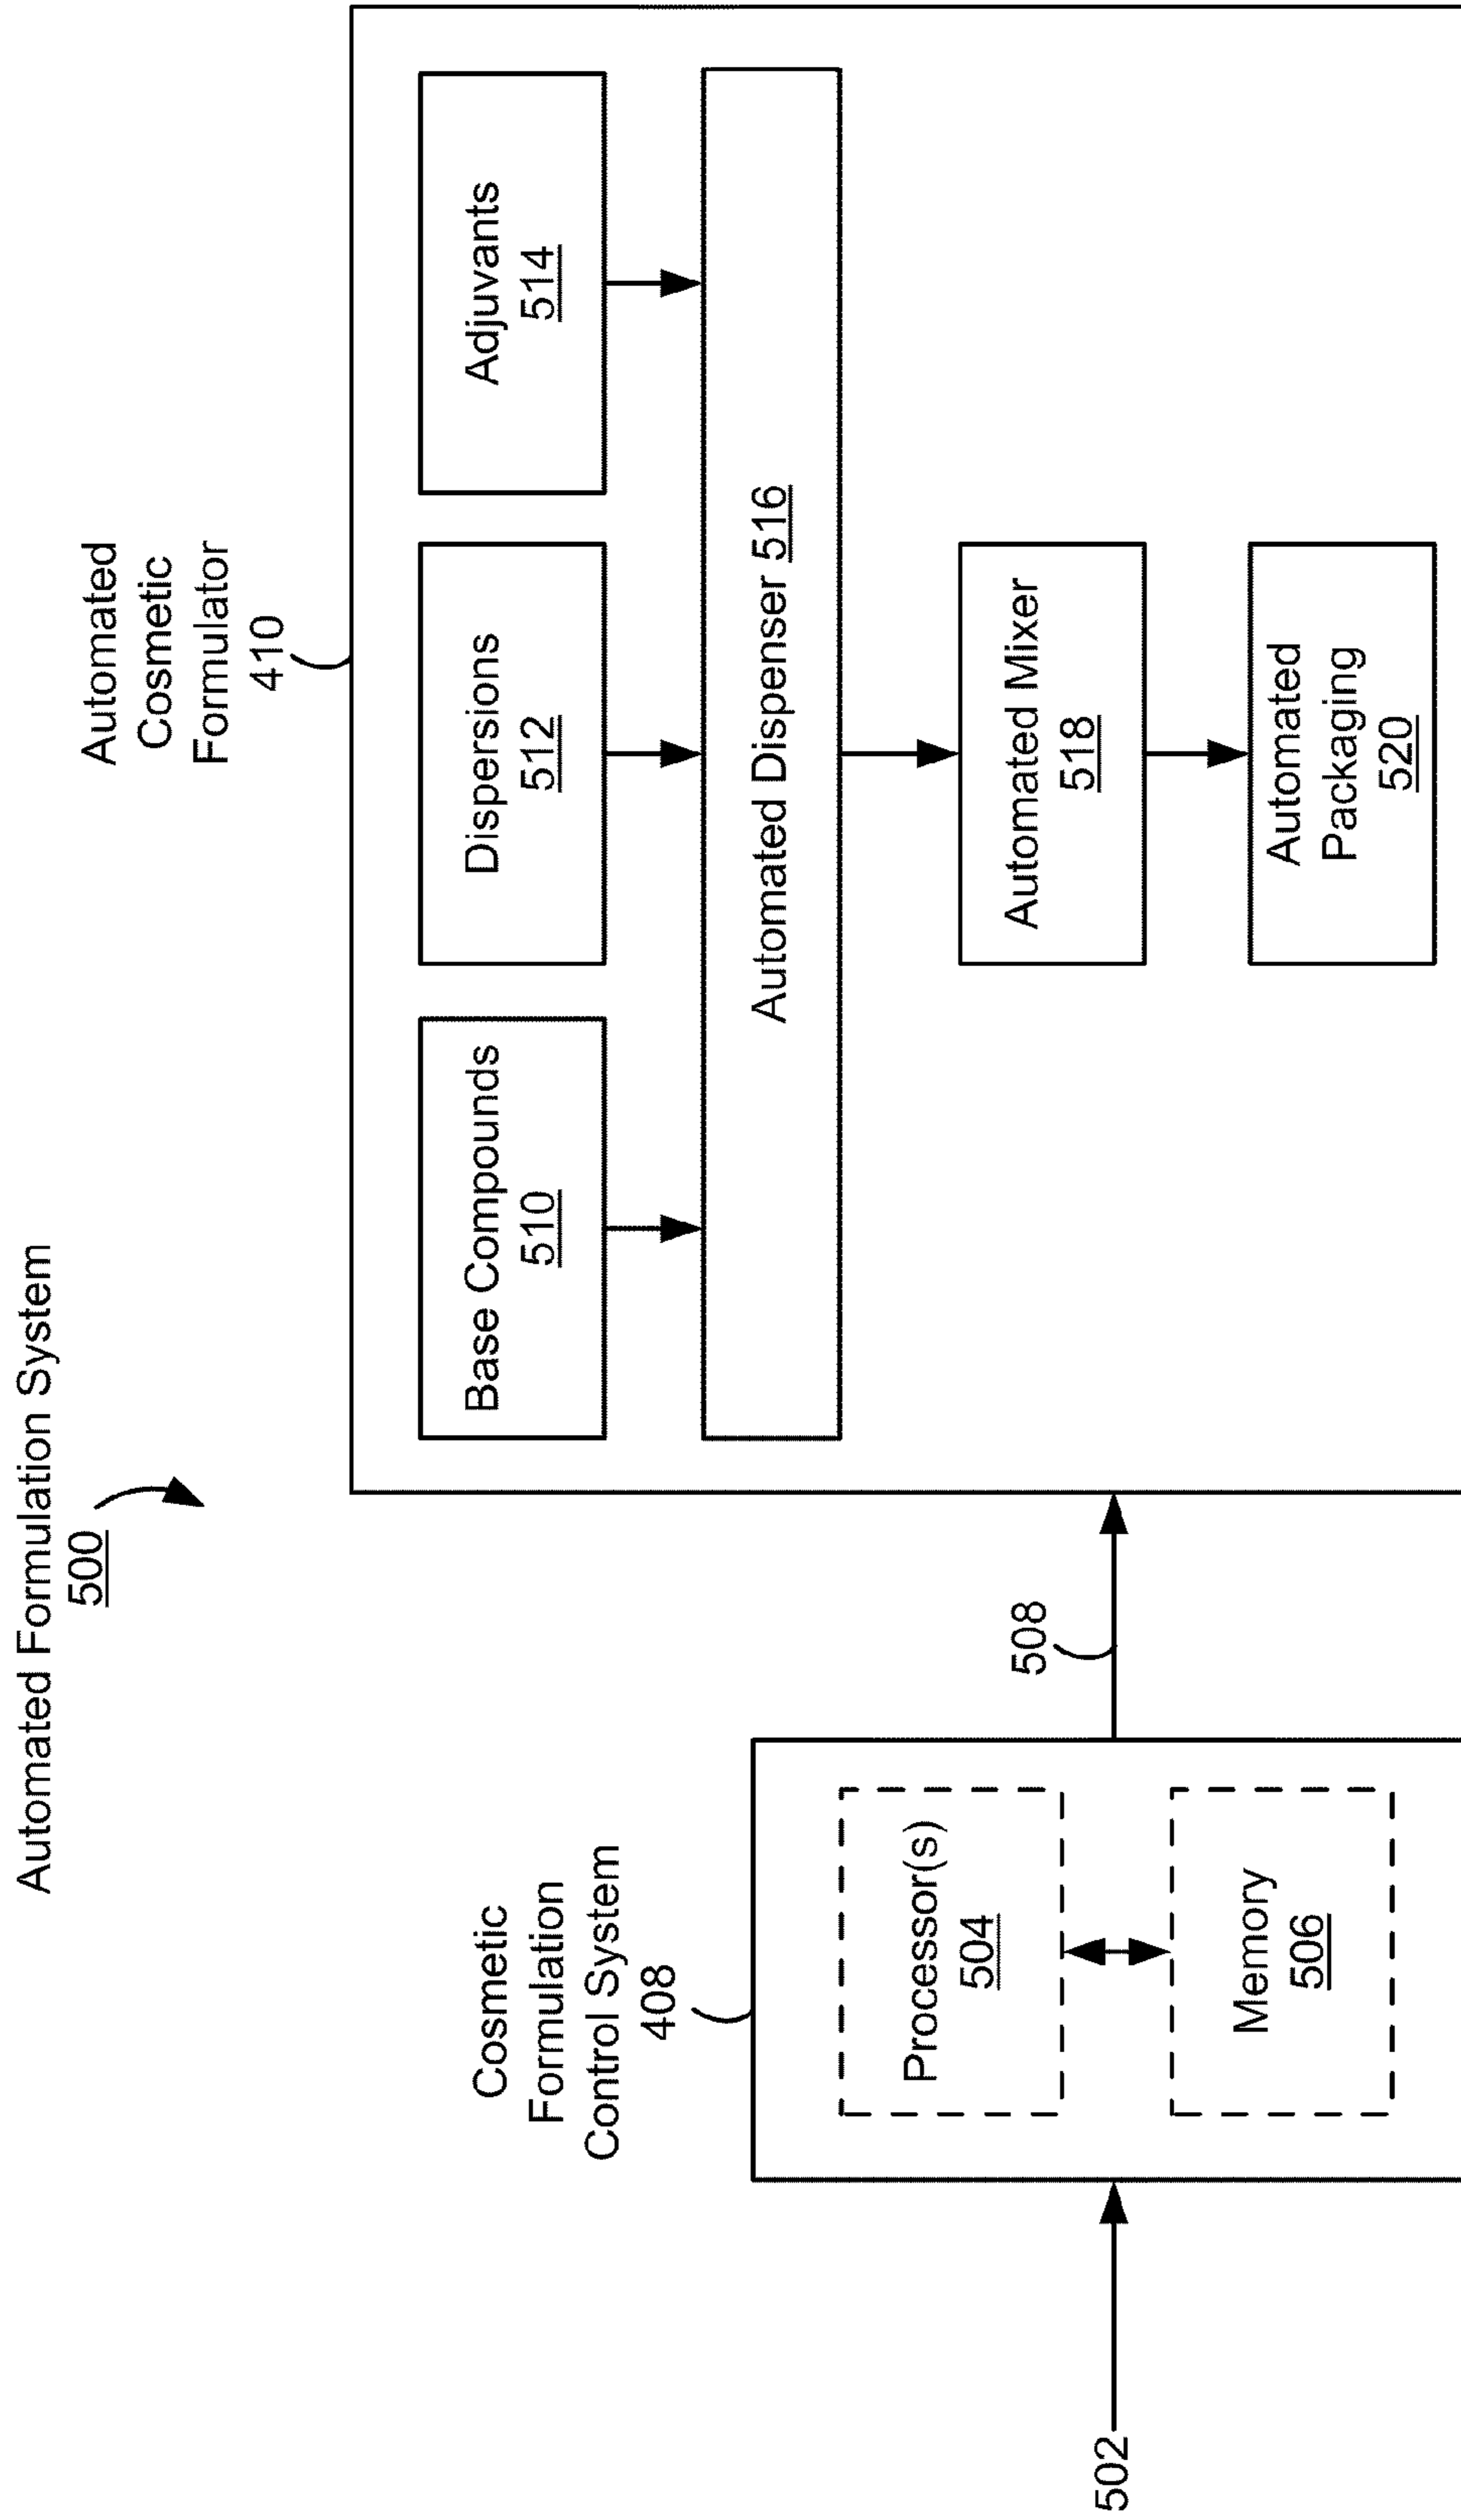 Automated Formulation System
500
Automated
Cosmetic
Formulator
410
Cosmetic
Formulation
Control System
408
Processor(s)
504
Memory
506
502
508
Base Compounds
510
Dispersions
512
Adjuvants
514
Automated Dispenser 516
Automated Mixer
518
Automated
Packaging
520